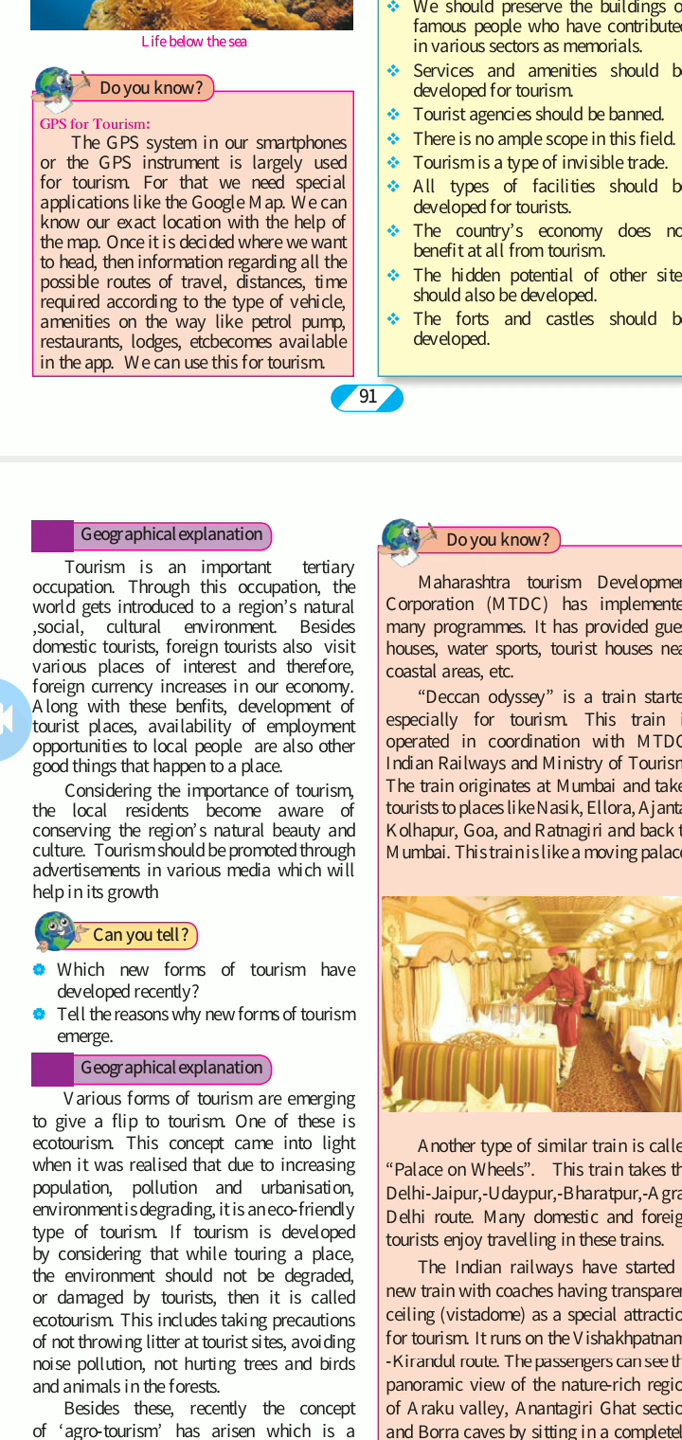 Life below the sea
Do you know?
GPS for Tourism:
The GPS system in our smartphones
or the GPS instrument is largely used
for tourism. For that we need special
applications like the Google Map. We can
know our exact location with the help of
the map. Once it is decided where we want
to head, then information regarding all the
possible routes of travel, distances, time
required according to the type of vehicle,
amenities on the way like petrol pump,
restaurants, lodges, etcbecomes available
in the app. We can use this for tourism.
We should preserve the buildings
famous people who have contribute
in various sectors as memorials.
Services and amenities should
developed for tourism.
Tourist agencies should be banned.
There is no ample scope in this field.
Tourism is a type of invisible trade.
All types of facilities should
developed for tourists.
The country's economy does
benefit at all from tourism.
The hidden potential of other site
should also be developed.
The forts and castles should
developed.
91
Geographical explanation
Tourism is an important tertiary
occupation. Through this occupation, the
world gets introduced to a region's natural
,social, cultural environment. Besides
domestic tourists, foreign tourists also visit
various places of interest and therefore,
foreign currency increases in our economy.
Along with these benfits, development of
tourist places, availability of employment
opportunities to local people are also other
good things that happen to a place.
Considering the importance of tourism,
the local residents become aware of
conserving the region's natural beauty and
culture. Tourism should be promoted through
advertisements in various media which will
help in its growth
Can you tell?
Which new forms of tourism have
developed recently?
Tell the reasons why new forms of tourism
emerge.
Geographical explanation
Various forms of tourism are emerging
to give a flip to tourism. One of these is
ecotourism. This concept came into light
when it was realised that due to increasing
population, pollution and urbanisation,
environment is degrading, it is an eco-friendly
type of tourism. If tourism is developed
by considering that while touring a place,
the environment should not be degraded,
or damaged by tourists, then it is called
ecotourism. This includes taking precautions
of not throwing litter at tourist sites, avoiding
noise pollution, not hurting trees and birds
and animals in the forests.
Besides these, recently the concept
of 'agro-tourism' has arisen which is a
Do you know?
Maharashtra tourism Developme
Corporation (MTDC) has implemente
many programmes. It has provided gue
houses, water sports, tourist houses nea
coastal areas, etc.
"Deccan odyssey" is a train starte
especially for tourism. This train
operated in coordination with MTDC
Indian Railways and Ministry of Tourism
The train originates at Mumbai and take
tourists to places like Nasik, Ellora, Ajanta
Kolhapur, Goa, and Ratnagiri and back t
Mumbai. This train is like a moving palace
Another type of similar train is calle
"Palace on Wheels". This train takes th
Delhi-Jaipur,-Udaypur,-Bharatpur,-Agra
Delhi route. Many domestic and foreig
tourists enjoy travelling in these trains.
The Indian railways have started
new train with coaches having transparen
ceiling (vistadome) as a special attractio
for tourism. It runs on the Vishakhpatnam
-Kirandul route. The passengers can see th
panoramic view of the nature-rich regio
of Araku valley, Anantagiri Ghat sectio
and Borra caves by sitting in a completel